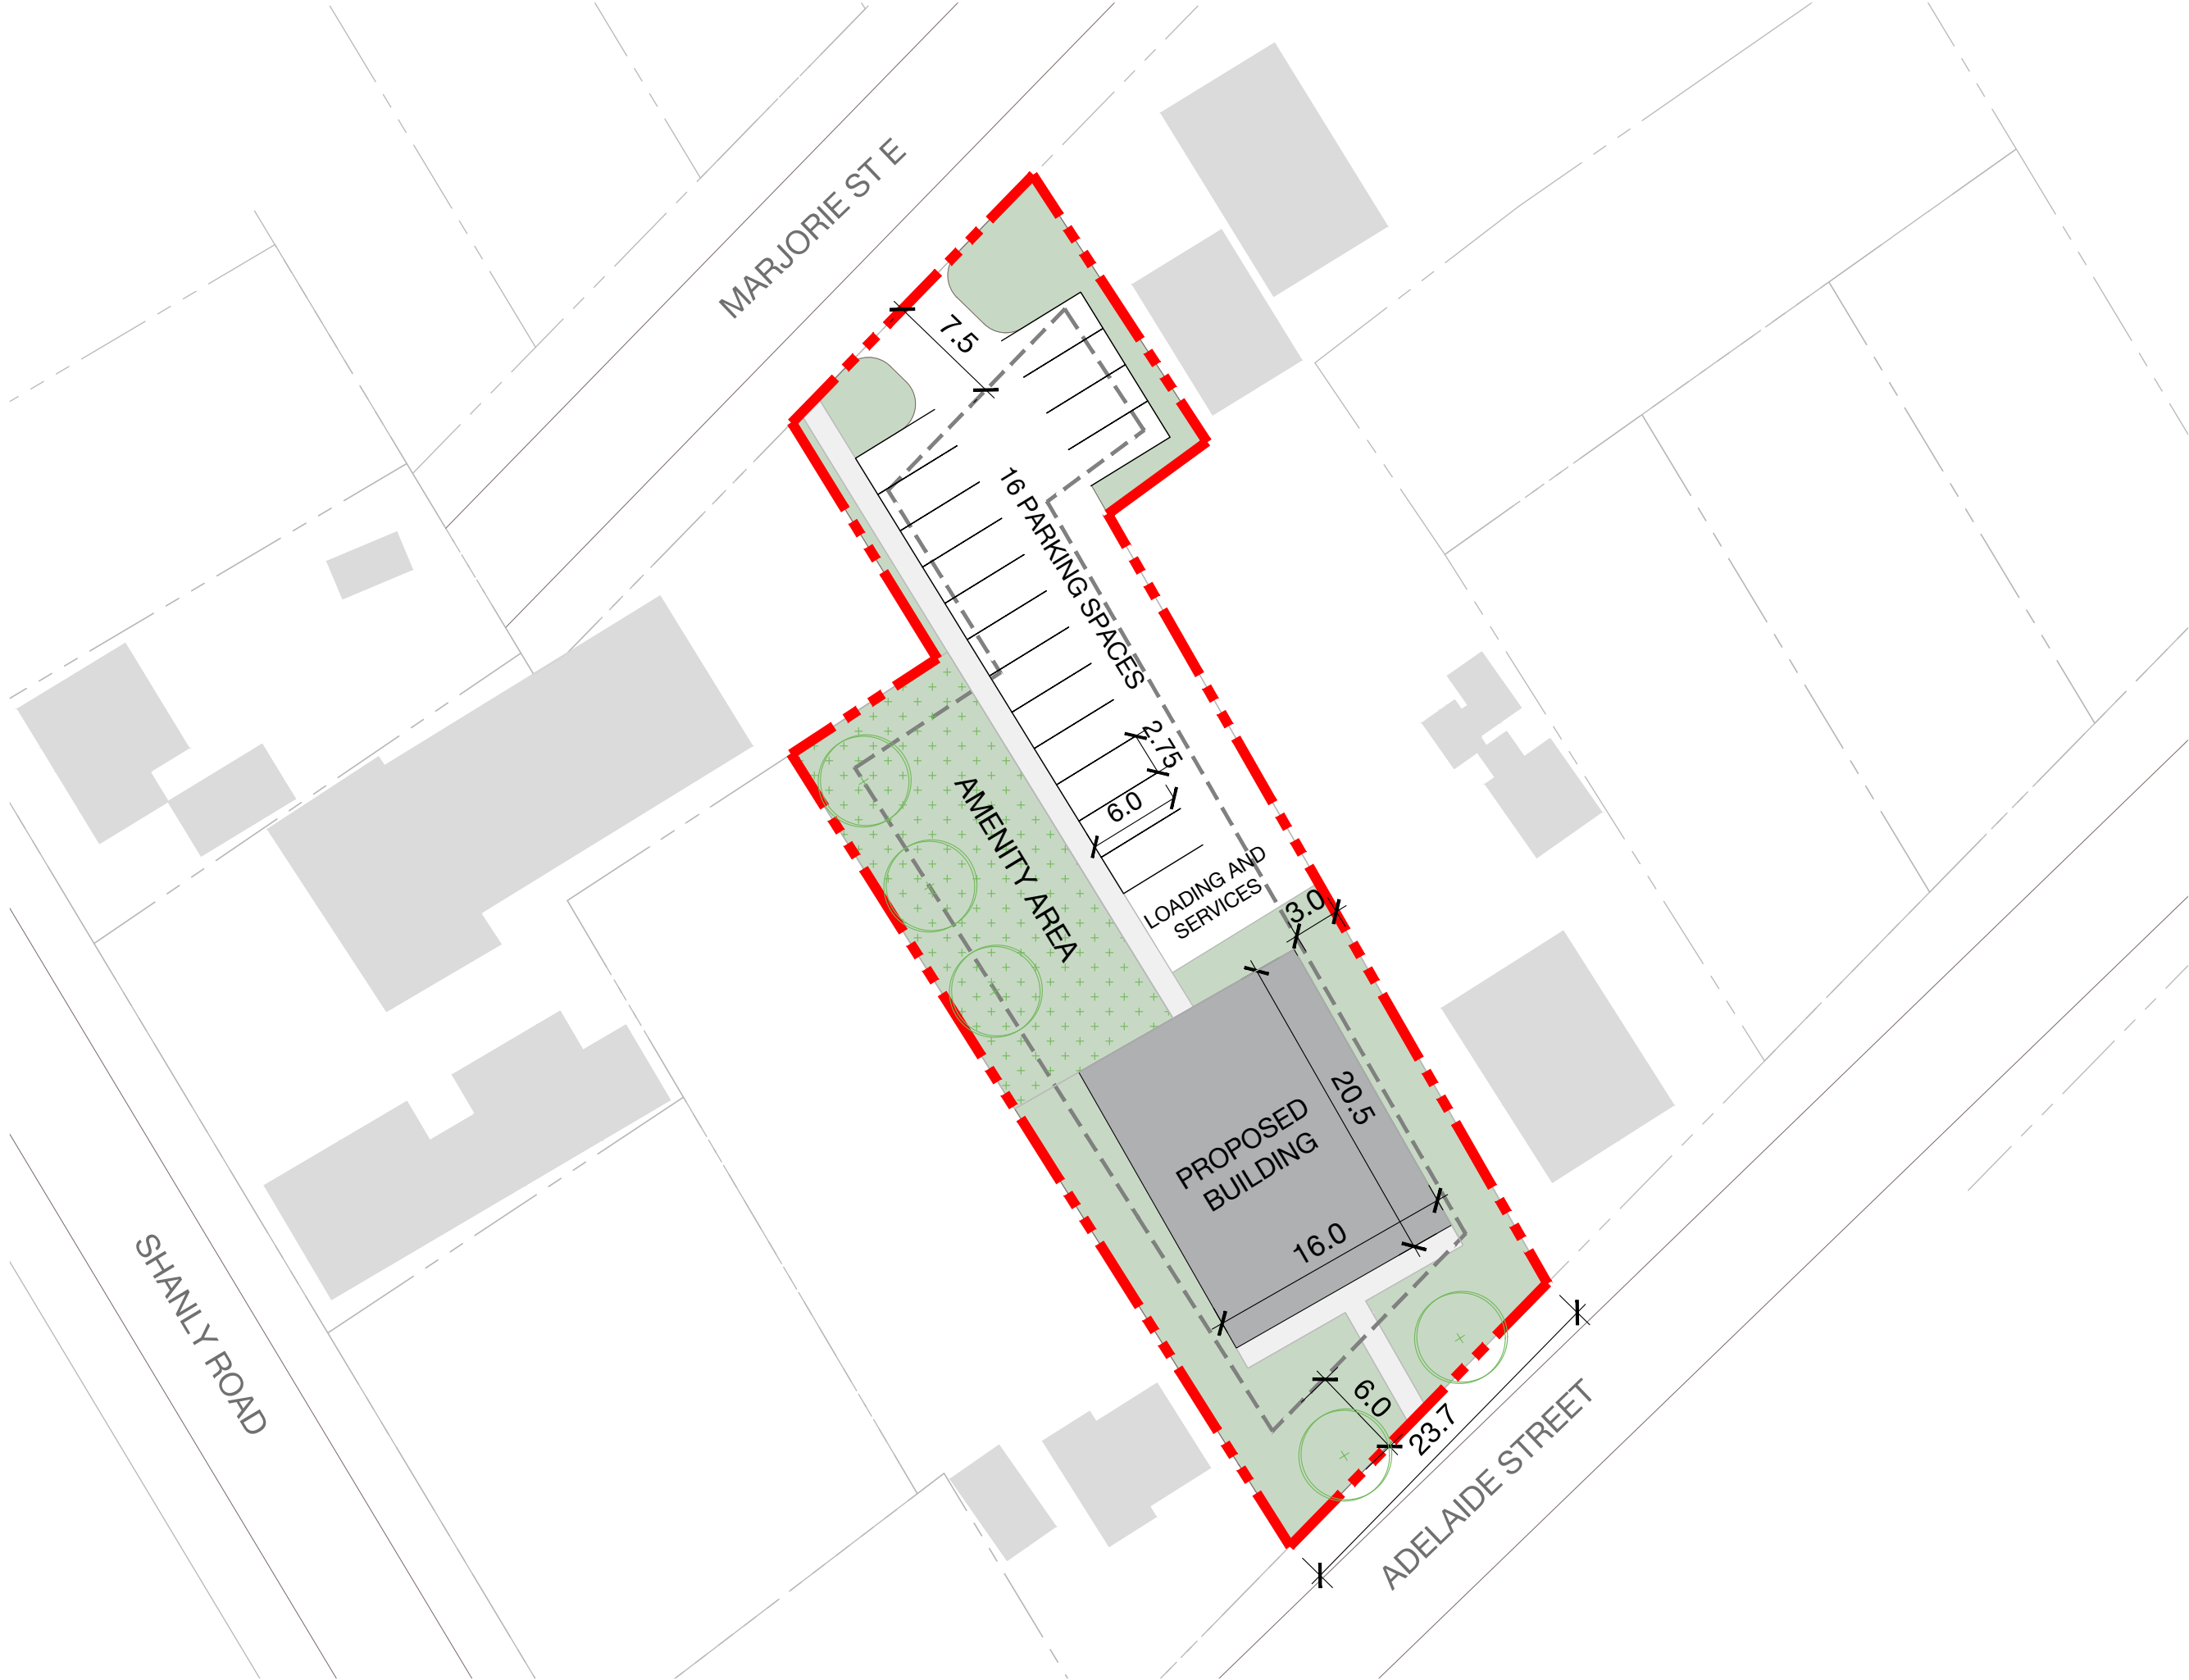 MARJORIE ST E
7.5
16 PARKING SPACES
2.75
6.0
AMENITY AREA
LOADING AND
SERVICES
3.0
20.5
PROPOSED
BUILDING
16.0
6.0
23.7
SHANLY ROAD
ADELAIDE STREET